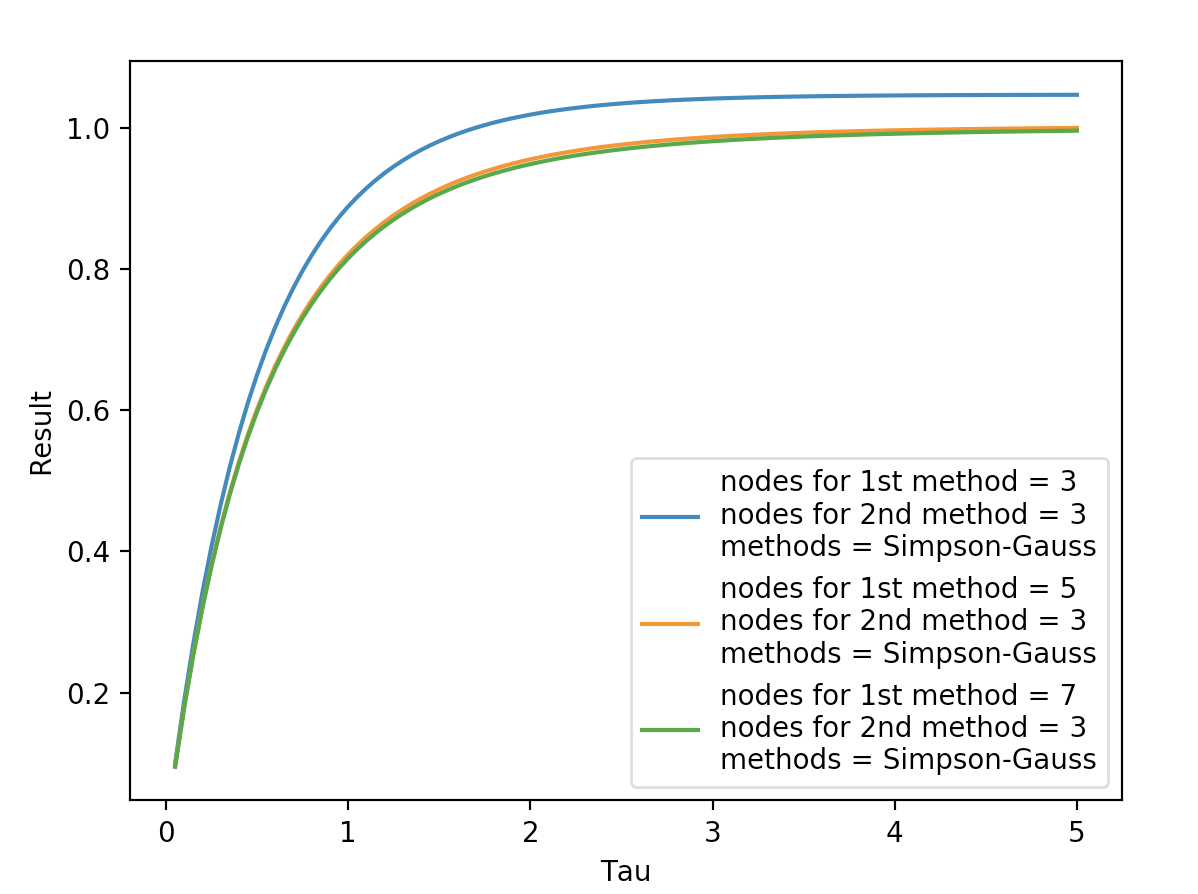 1.0
0.8
0.6
0.4
0.2
Result
nodes for 1st method = 3
nodes for 2nd method = 3
methods = Simpson-Gauss
nodes for 1st method = 5
nodes for 2nd method = 3
methods = Simpson-Gauss
nodes for 1st method = 7
nodes for 2nd method = 3
methods = Simpson-Gauss
0 1 2 3 4 5
Tau